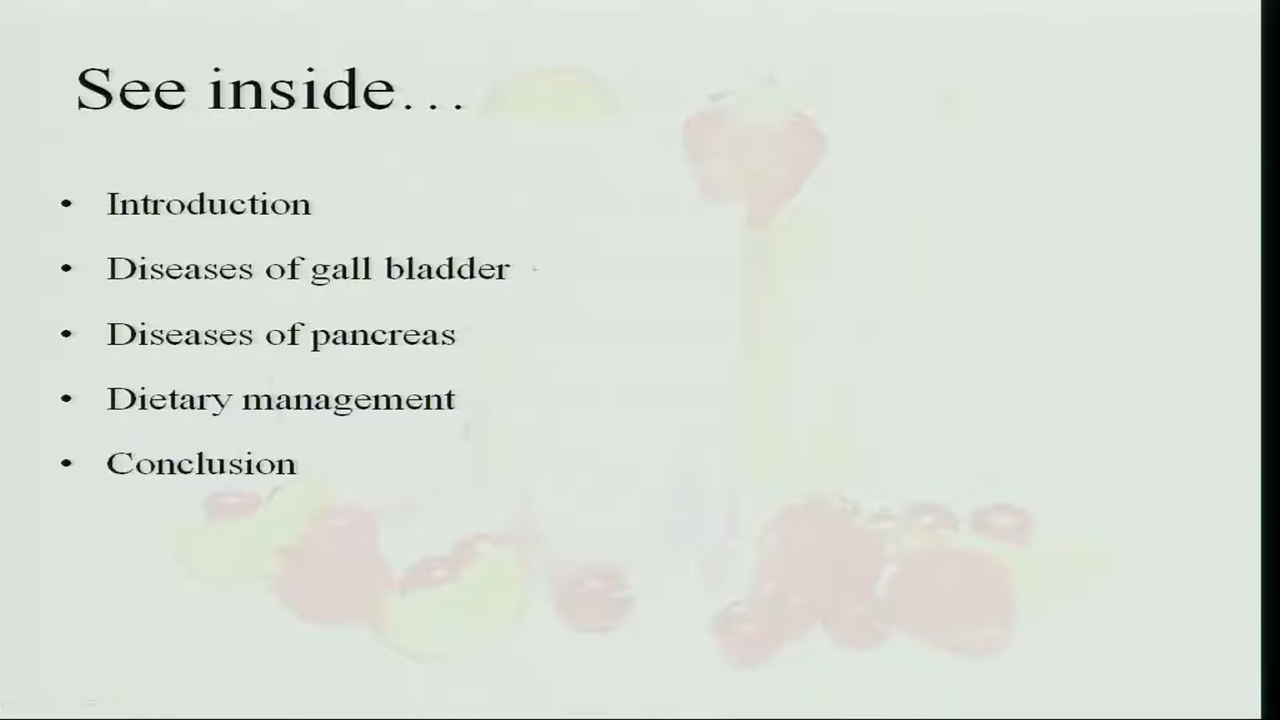 See inside…
• Introduction
• Diseases of gall bladder
• Diseases of pancreas
• Dietary management
• Conclusion